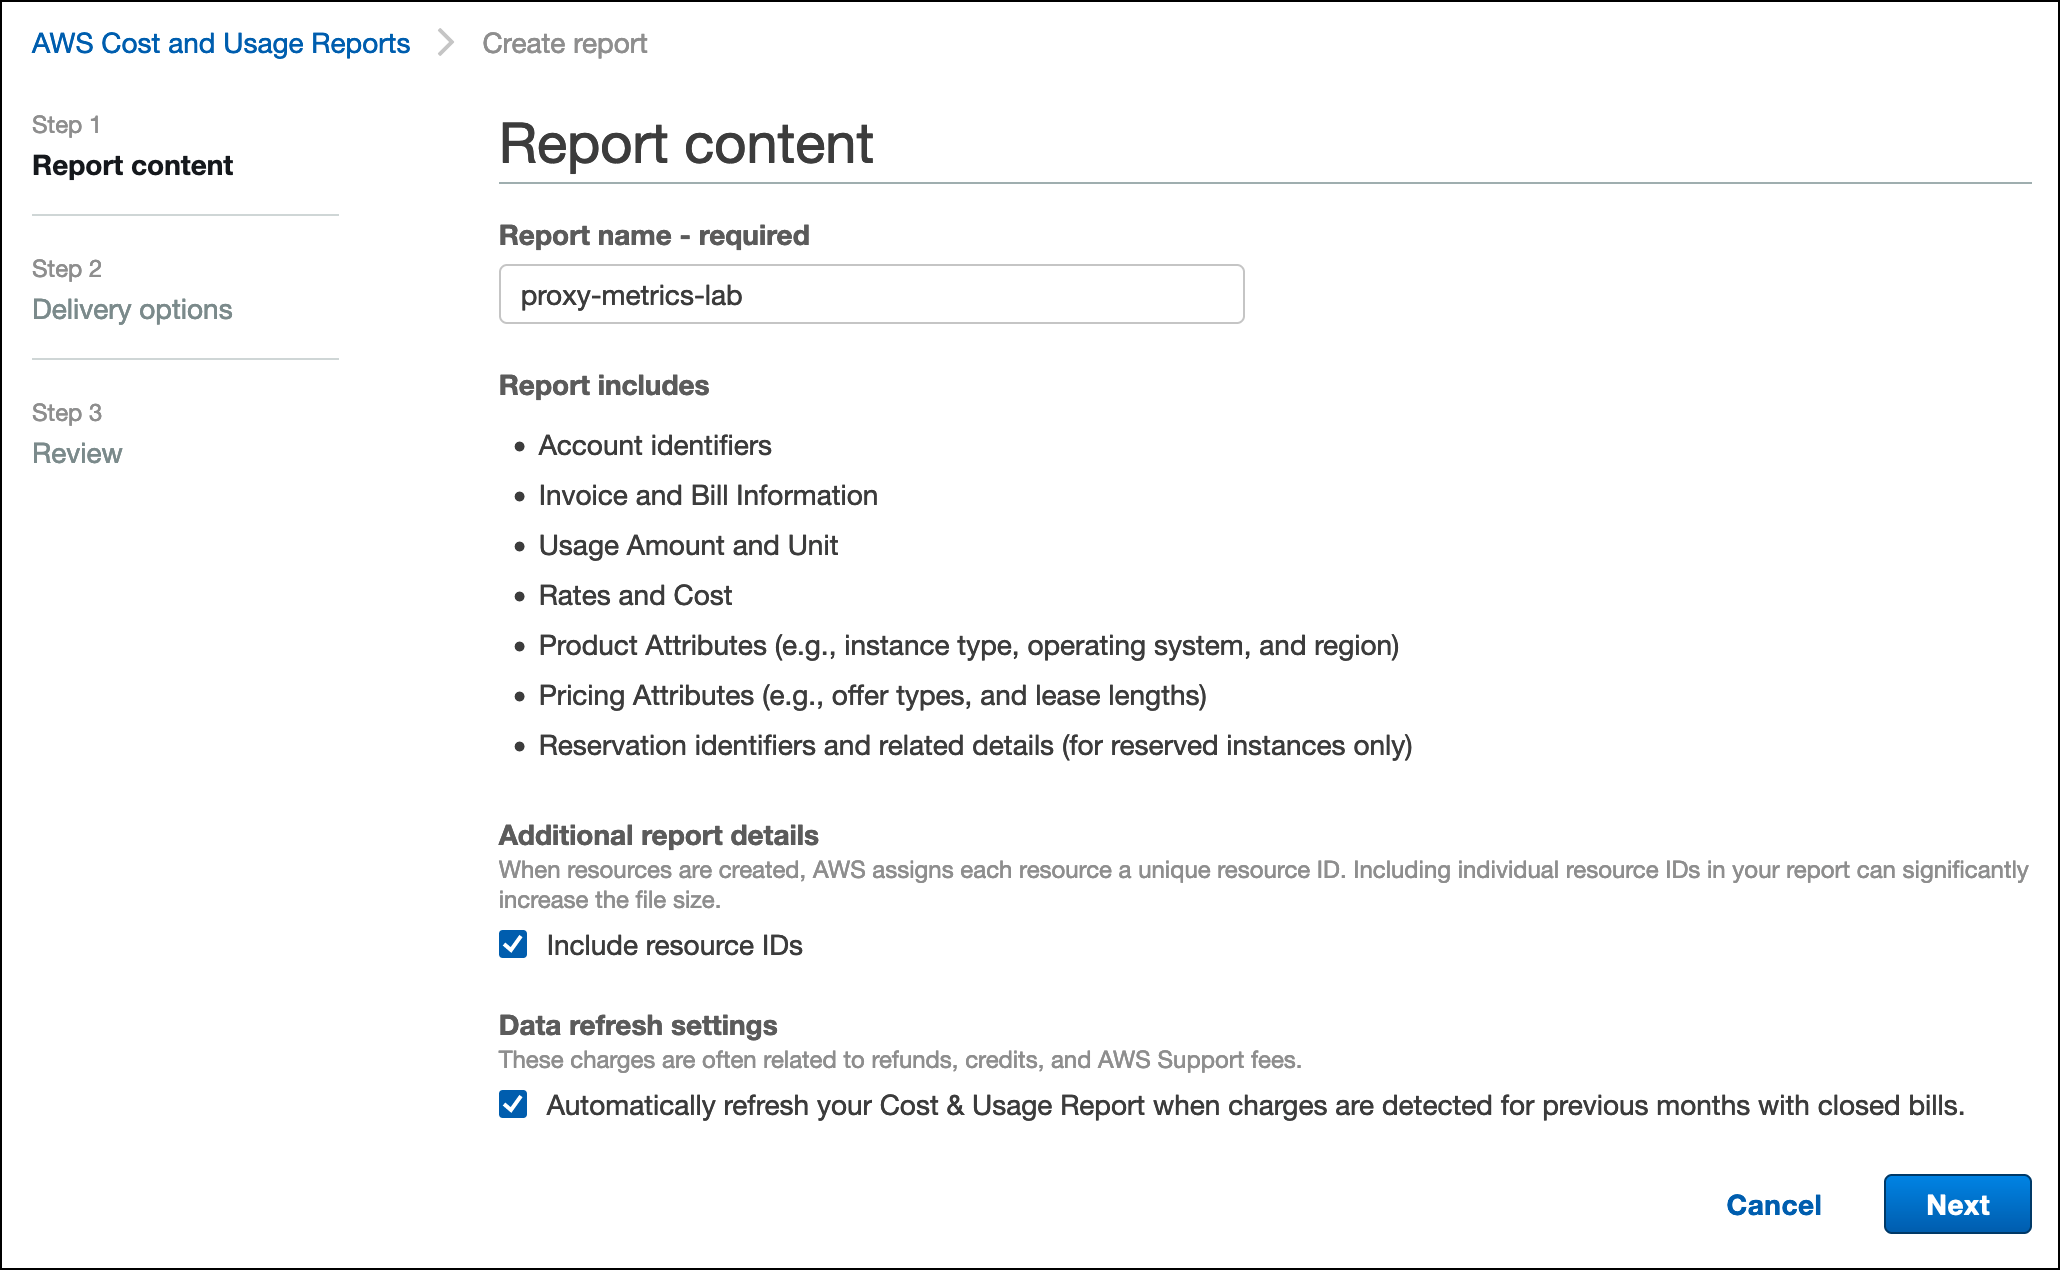 AWS Cost and Usage Reports > Create report
Step 1
Report content
Step 2
Delivery options
Step 3
Review
Report content
Report name - required
proxy-metrics-lab
Report includes
• Account identifiers
• Invoice and Bill Information
• Usage Amount and Unit
• Rates and Cost
• Product Attributes (e.g., instance type, operating system, and region)
• Pricing Attributes (e.g., offer types, and lease lengths)
• Reservation identifiers and related details (for reserved instances only)
Additional report details
When resources are created, AWS assigns each resource a unique resource ID. Including individual resource IDs in your report can significantly
increase the file size.
Include resource IDs
Data refresh settings
These charges are often related to refunds, credits, and AWS Support fees.
Automatically refresh your Cost & Usage Report when charges are detected for previous months with closed bills.
Cancel
Next